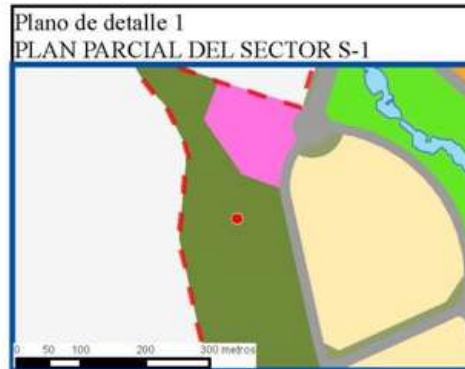 Plano de detalle 1
PLAN PARCIAL DEL SECTOR S-1
0 50 100 200 300 metros